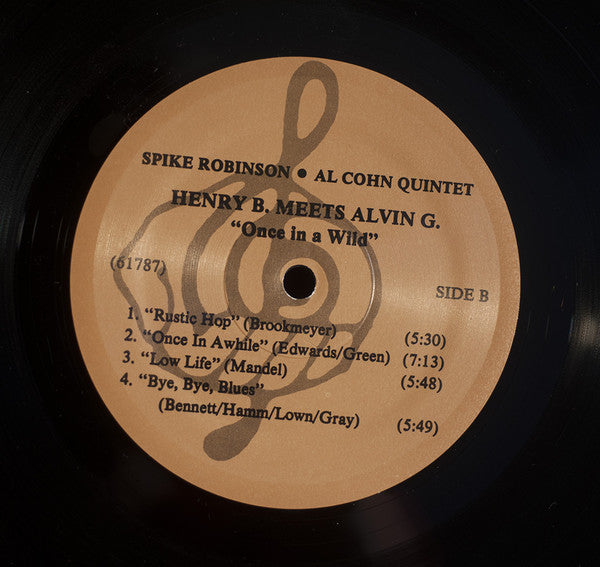 SPIKE ROBINSON ● AL COHN QUINTET
HENRY B. MEETS ALVIN G.
“Once in a Wild”
(61787)
SIDE B
1. “Rustic Hop” (Brookmeyer) (5:30)
2. “Once In Awhile” (Edwards/Green) (7:13)
3. “Low Life” (Mandel) (5:48)
4. “Bye, Bye, Blues”
(Bennett/Hamm/Lown/Gray) (5:49)